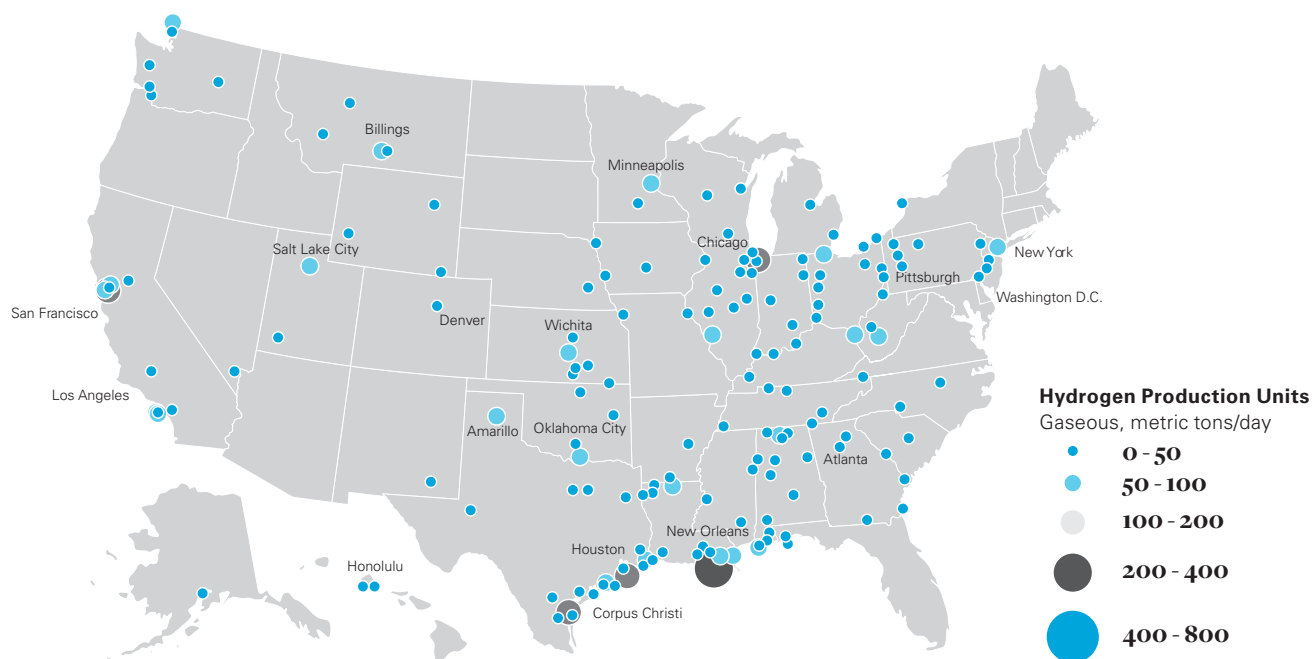 Billings
Minneapolis
Salt Lake City
Chicago
New York
Pittsburgh
Washington D.C.
San Francisco
Denver
Wichita
Los Angeles
Amarillo
Oklahoma City
Atlanta
New Orleans
Houston
Honolulu
Corpus Christi
Hydrogen Production Units
Gaseous, metric tons/day
0 - 50
50 - 100
100 - 200
200 - 400
400 - 800